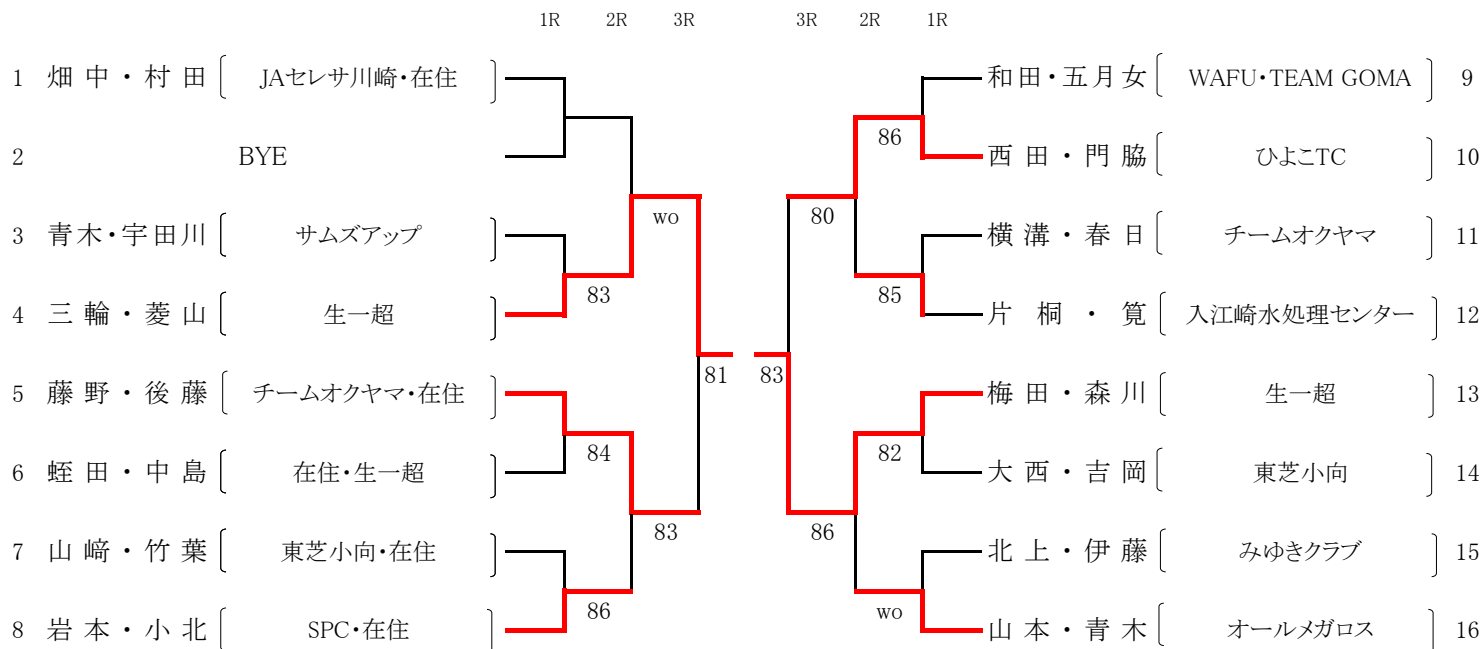 1R 2R 3R 3R 2R 1R
1 畑中・村田 JAセレサ川崎・在住 和田・五月女 WAFU・TEAM GOMA 9
86
2 BYE 西田・門脇 ひよこTC 10
wo 80
3 青木・宇田川 サムズアップ 横溝・春日 チームオクヤマ 11
83 85
4 三輪・菱山 生一超 片桐・筧 入江崎水処理センター 12
81 83
5 藤野・後藤 チームオクヤマ・在住 梅田・森川 生一超 13
84 82
6 蛭田・中島 在住・生一超 大西・吉岡 東芝小向 14
83 86
7 山﨑・竹葉 東芝小向・在住 北上・伊藤 みゆきクラブ 15
86 wo
8 岩本・小北 SPC・在住 山本・青木 オールメガロス 16